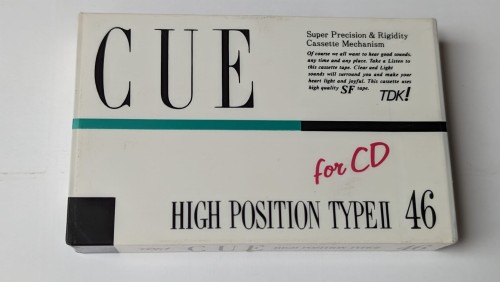 CUE
Super Precision & Rigidity
Cassette Mechanism
Of course we all want to hear good sounds,
any time and any place. Take a Listen to
this cassette tape. Clear and Light
sounds will surround you and make your
heart light and joyful. This cassette uses
high quality SF tape.
TDK!
for CD
HIGH POSITION TYPE II 46
CUE
46